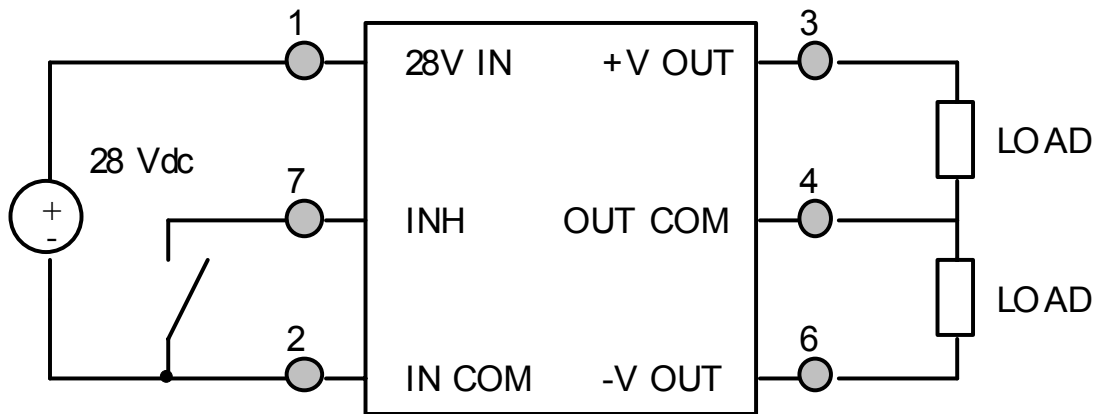 1
3
28V IN
+V OUT
28 Vdc
+
-
LOAD
7
4
INH
OUT COM
LOAD
2
6
IN COM
-V OUT